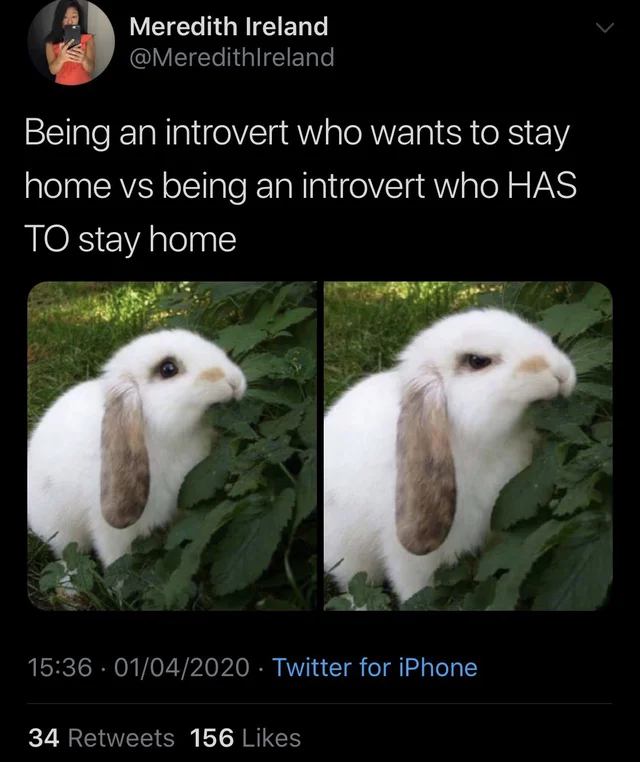 Meredith Ireland
@MeredithIreland
Being an introvert who wants to stay
home vs being an introvert who HAS
TO stay home
15:36 · 01/04/2020 · Twitter for iPhone
34 Retweets 156 Likes